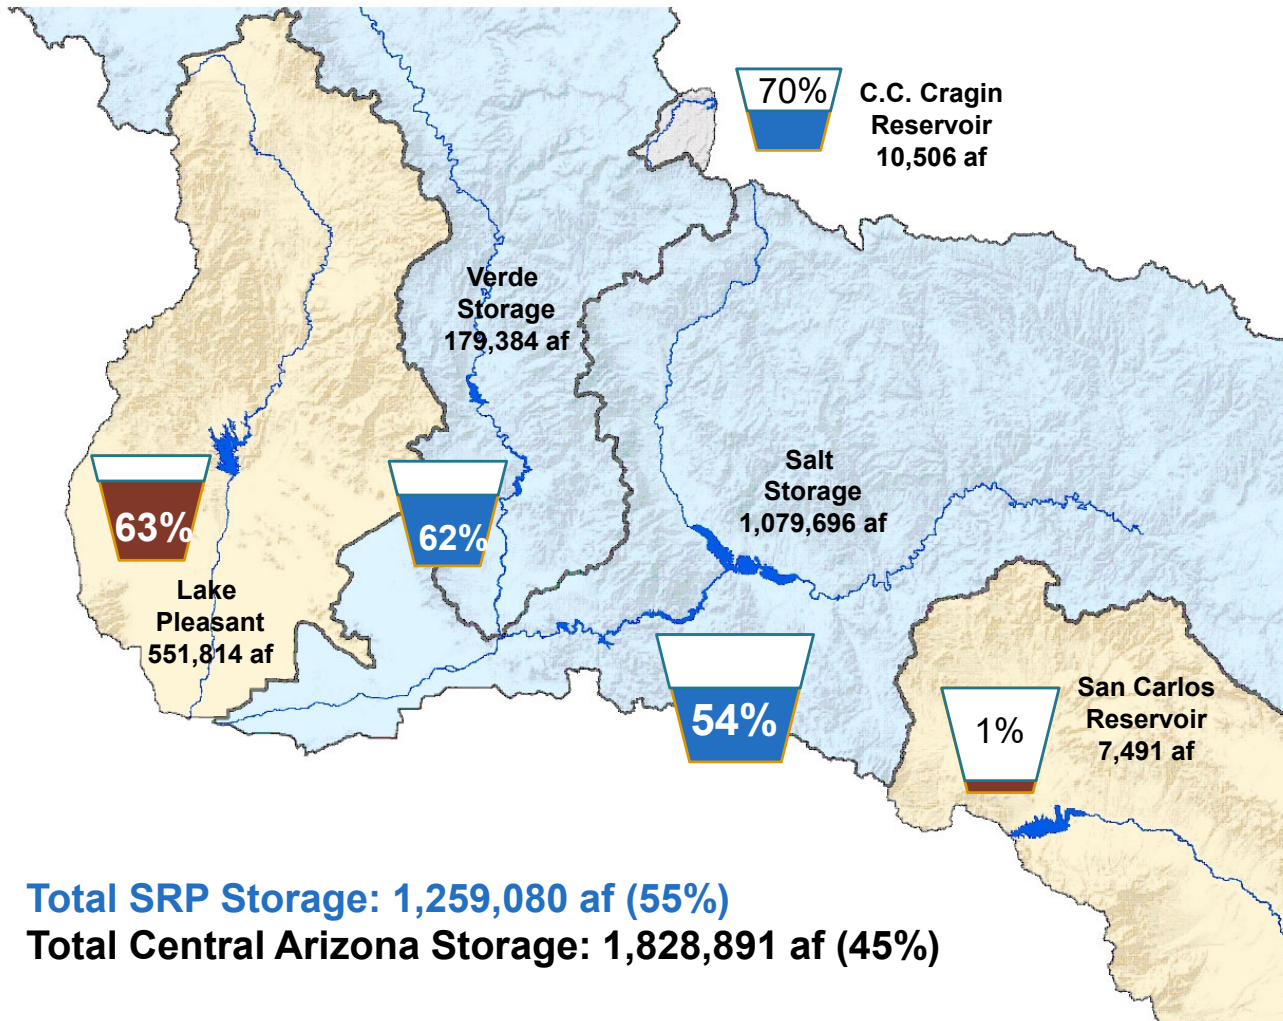 70%
C.C. Cragin
Reservoir
10,506 af
Verde
Storage
179,384 af
63%
62%
Salt
Storage
1,079,696 af
Lake
Pleasant
551,814 af
54%
1%
San Carlos
Reservoir
7,491 af
Total SRP Storage: 1,259,080 af (55%)
Total Central Arizona Storage: 1,828,891 af (45%)